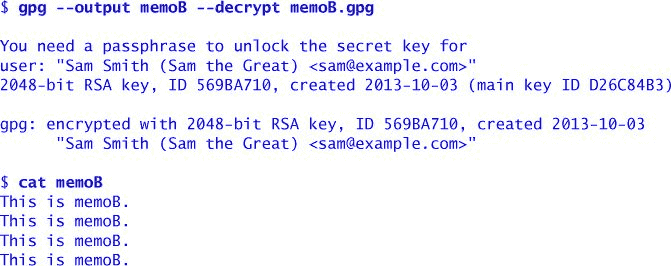 $ gpg --output memoB --decrypt memoB.gpg
You need a passphrase to unlock the secret key for
user: "Sam Smith (Sam the Great) <sam@example.com>"
2048-bit RSA key, ID 569BA710, created 2013-10-03 (main key ID D26C84B3)
gpg: encrypted with 2048-bit RSA key, ID 569BA710, created 2013-10-03
"Sam Smith (Sam the Great) <sam@example.com>"
$ cat memoB
This is memoB.
This is memoB.
This is memoB.
This is memoB.